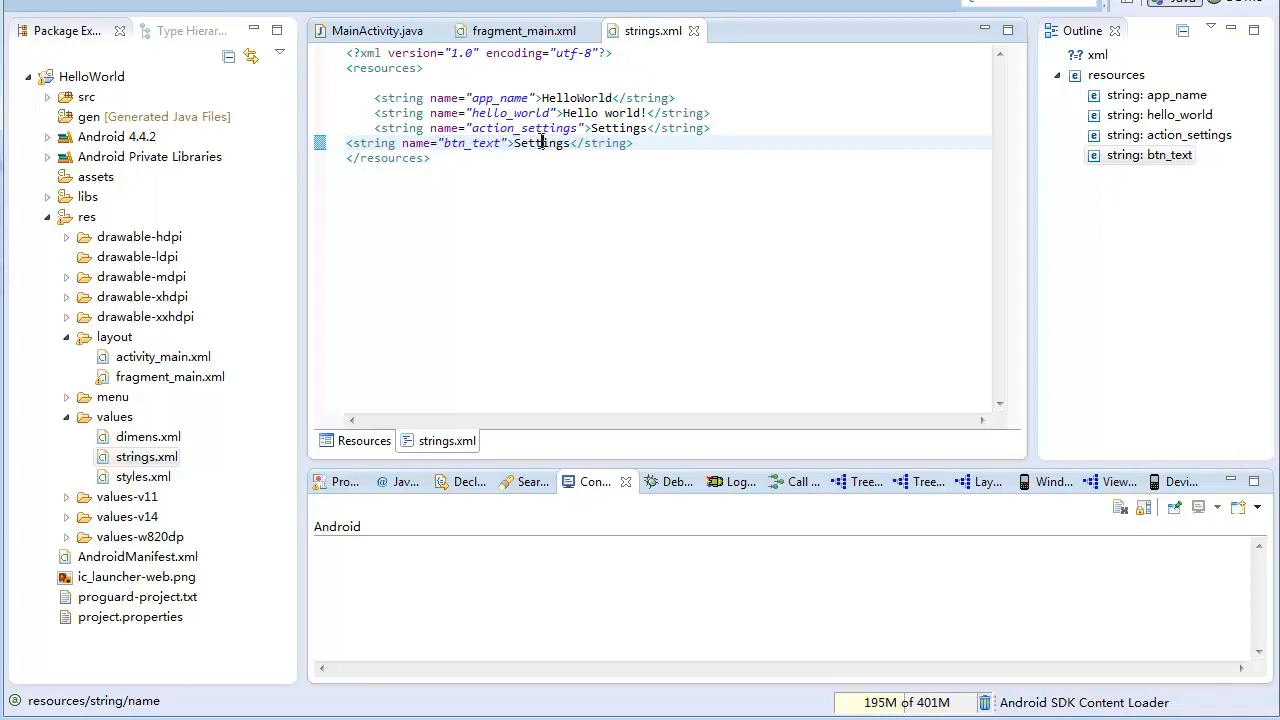 Package Ex...
Type Hierar...
HelloWorld
src
gen [Generated Java Files]
Android 4.4.2
Android Private Libraries
assets
libs
res
drawable-hdpi
drawable-ldpi
drawable-mdpi
drawable-xhdpi
drawable-xxhdpi
layout
activity_main.xml
fragment_main.xml
menu
values
dimens.xml
strings.xml
styles.xml
values-v11
values-v14
values-w820dp
AndroidManifest.xml
ic_launcher-web.png
proguard-project.txt
project.properties
MainActivity.java
fragment_main.xml
strings.xml
<?xml version="1.0" encoding="utf-8"?>
<resources>
<string name="app_name">HelloWorld</string>
<string name="hello_world">Hello world!</string>
<string name="action_settings">Settings</string>
<string name="btn_text">Settings</string>
</resources>
Resources
strings.xml
Outline
?-? xml
resources
string: app_name
string: hello_world
string: action_settings
string: btn_text
Pro...
Jav...
Decl...
Sear...
Con...
Deb...
Log...
Call ...
Tree...
Tree...
Lay...
Wind...
View...
Devi...
Android
resources/string/name
195M of 401M
Android SDK Content Loader